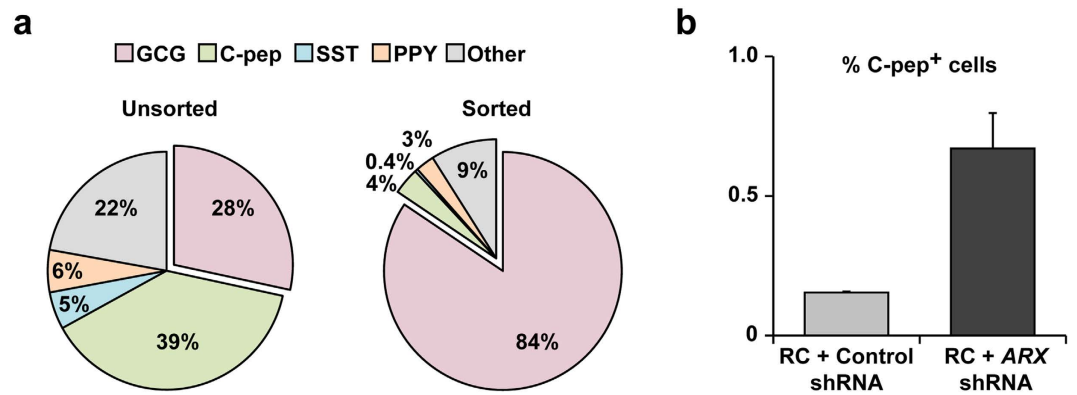 a
GCG C-pep SST PPY Other
Unsorted
28%
39%
5%
6%
22%
Sorted
84%
4%
0.4%
3%
9%
b
% C-pep+ cells
1.0
0.5
0
RC + Control
shRNA
RC + ARX
shRNA